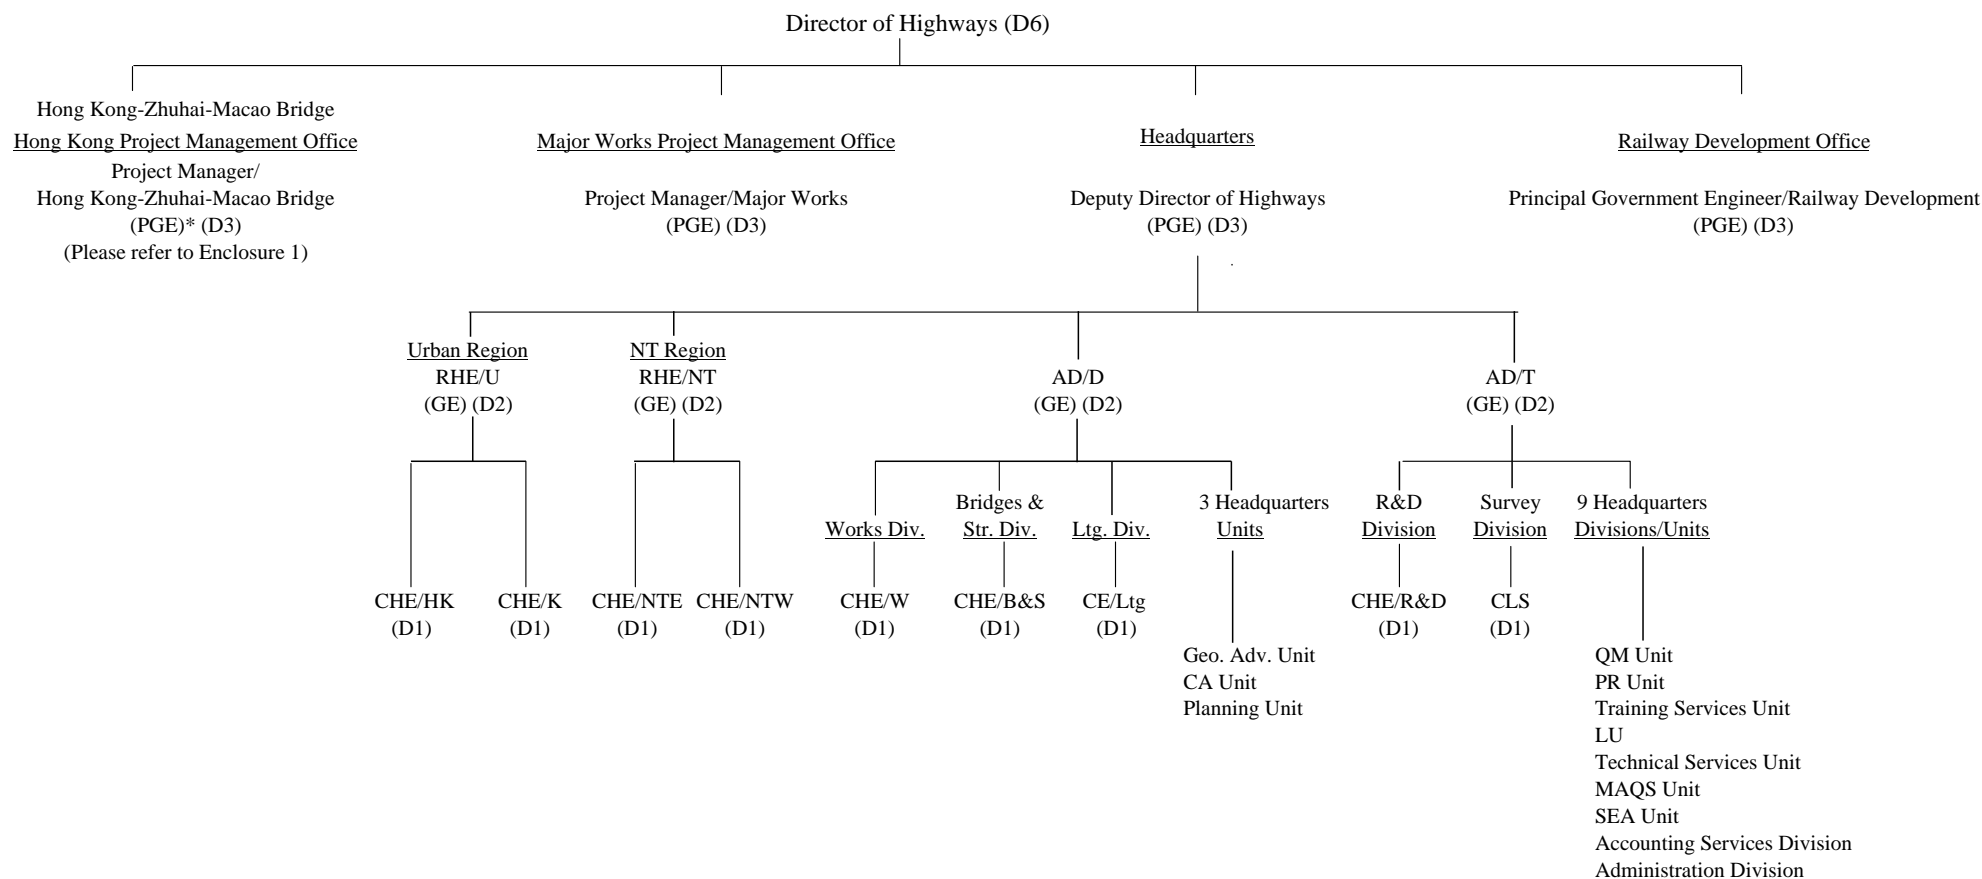 Director of Highways (D6)
Hong Kong-Zhuhai-Macao Bridge
Hong Kong Project Management Office
Project Manager/
Hong Kong-Zhuhai-Macao Bridge
(PGE)* (D3)
(Please refer to Enclosure 1)
Major Works Project Management Office
Project Manager/Major Works
(PGE) (D3)
Headquarters
Deputy Director of Highways
(PGE) (D3)
Railway Development Office
Principal Government Engineer/Railway Development
(PGE) (D3)
Urban Region
RHE/U
(GE) (D2)
NT Region
RHE/NT
(GE) (D2)
AD/D
(GE) (D2)
AD/T
(GE) (D2)
CHE/HK
(D1)
CHE/K
(D1)
CHE/NTE
(D1)
CHE/NTW
(D1)
Works Div.
CHE/W
(D1)
Bridges &
Str. Div.
CHE/B&S
(D1)
Ltg. Div.
CE/Ltg
(D1)
3 Headquarters
Units
Geo. Adv. Unit
CA Unit
Planning Unit
R&D
Division
CHE/R&D
(D1)
Survey
Division
CLS
(D1)
9 Headquarters
Divisions/Units
QM Unit
PR Unit
Training Services Unit
LU
Technical Services Unit
MAQS Unit
SEA Unit
Accounting Services Division
Administration Division